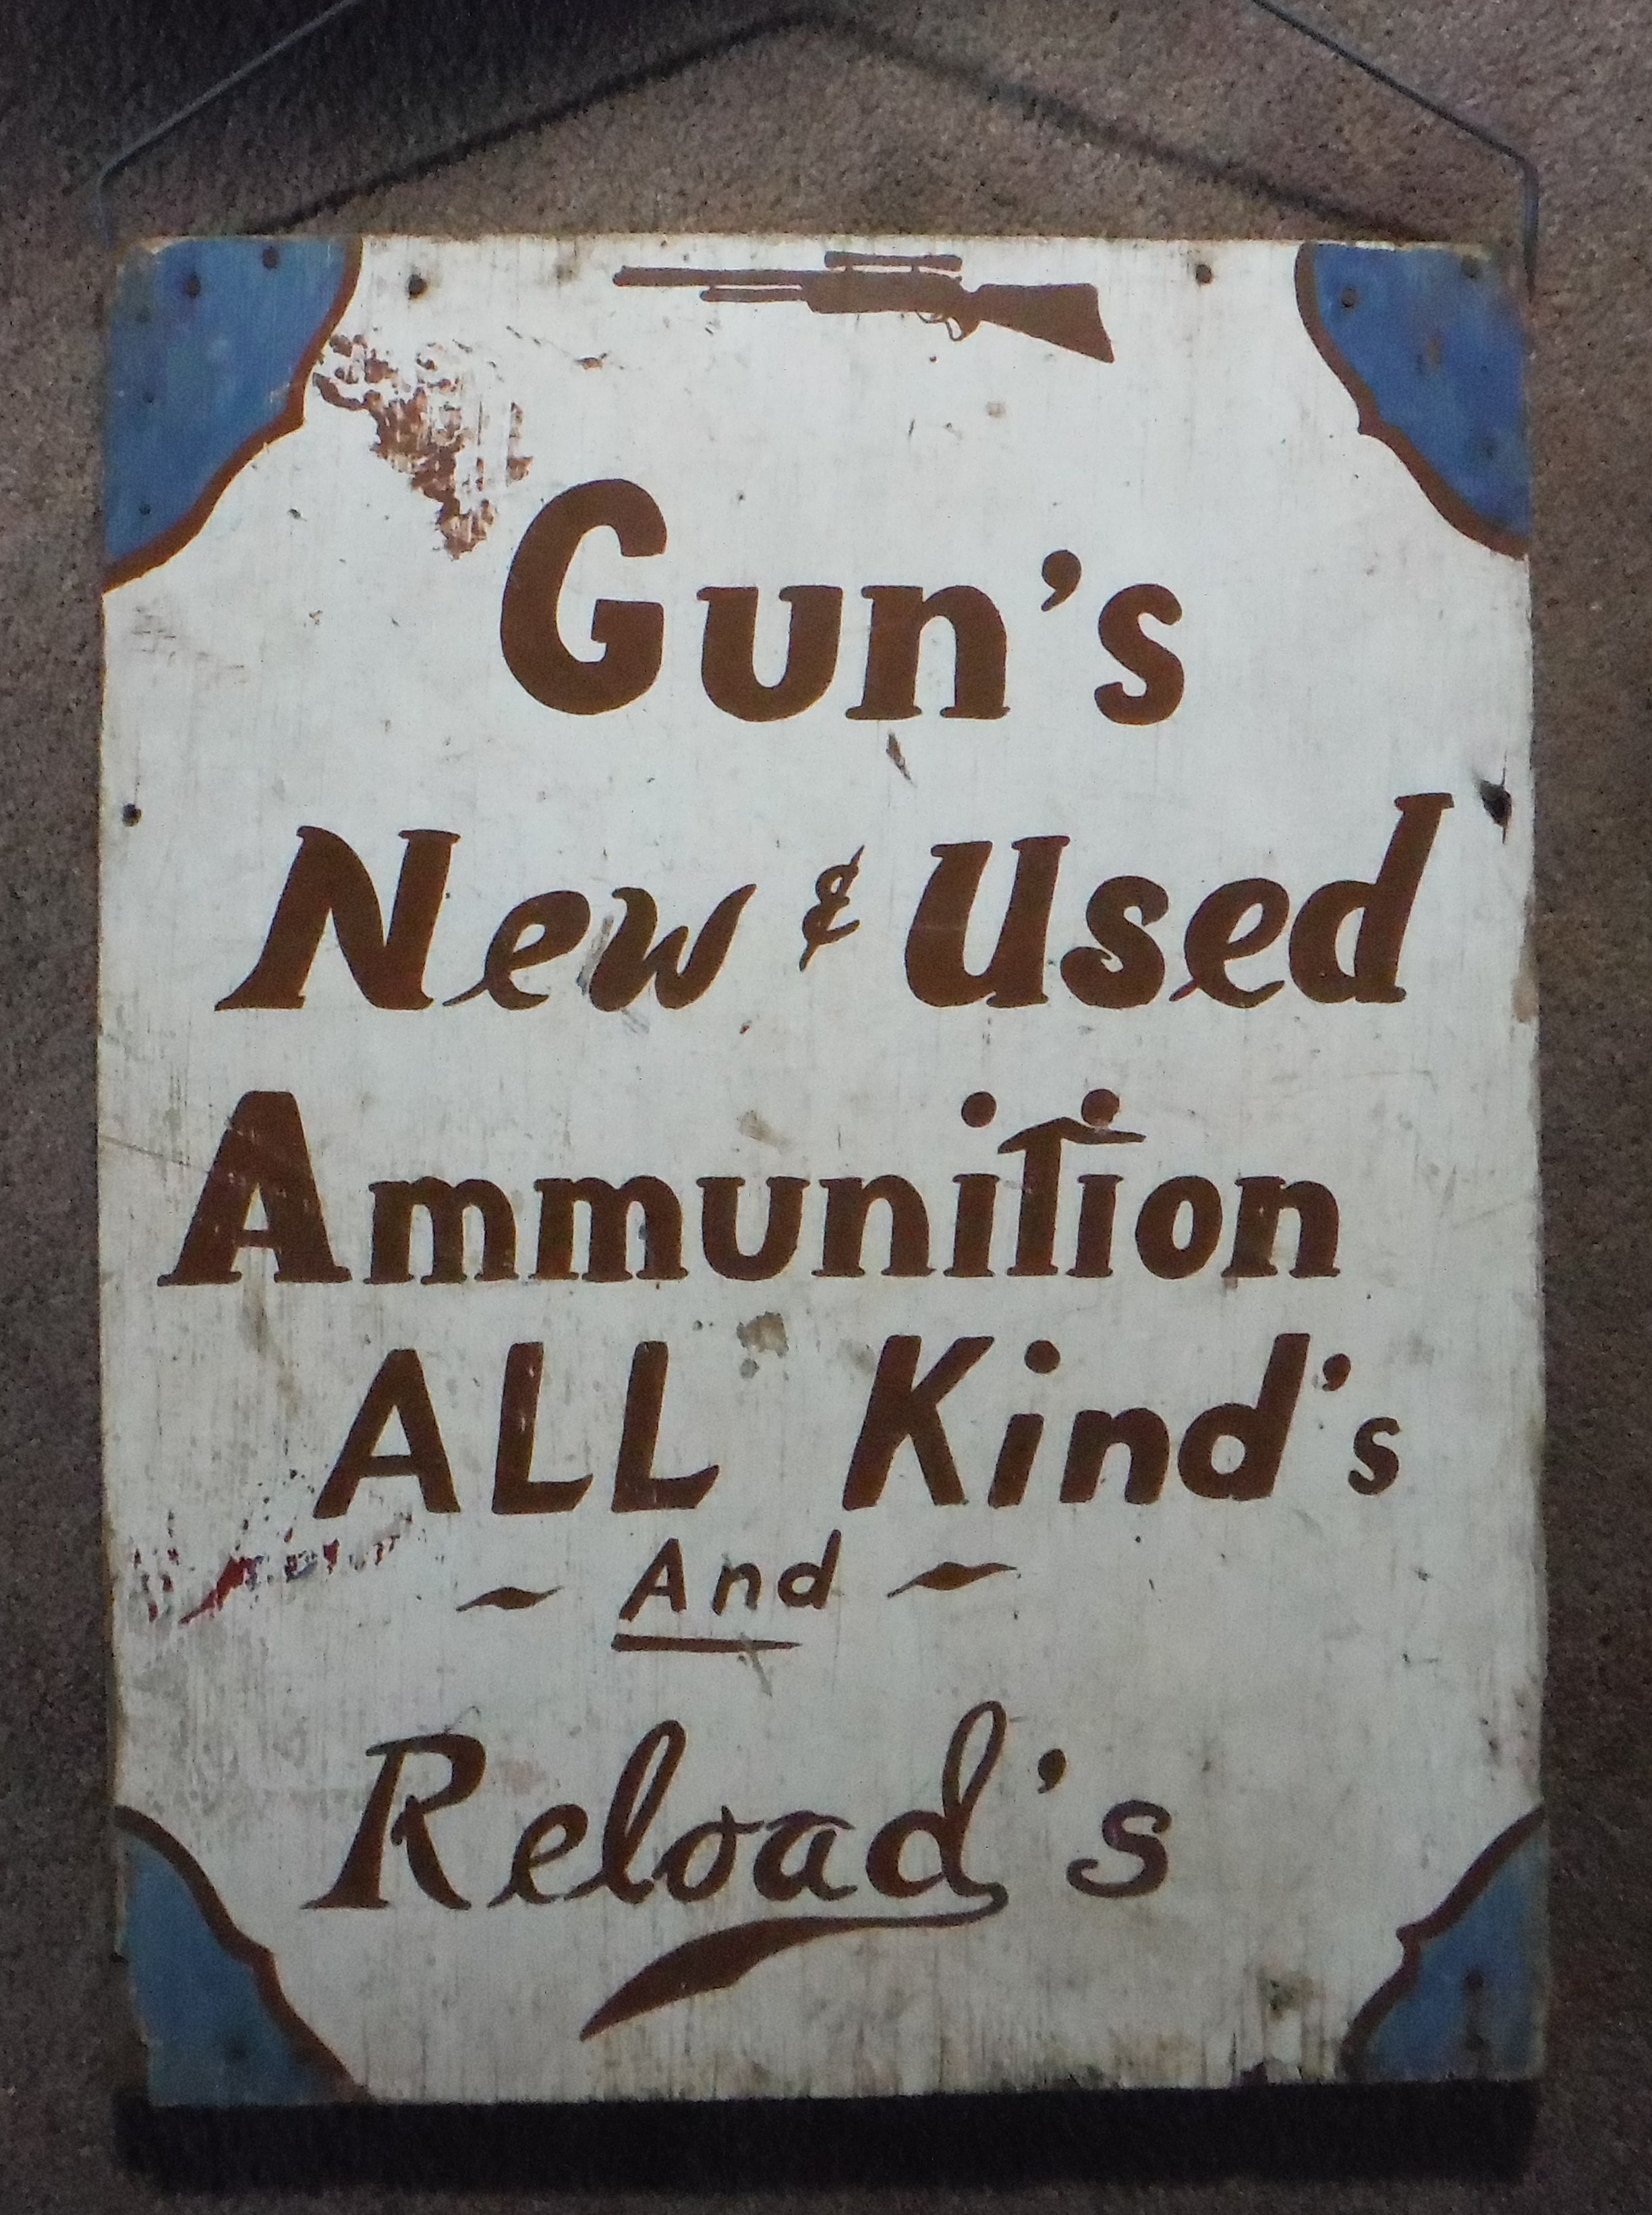 Gun's
New & Used
Ammunition
ALL Kind's
~ And ~
Reload's